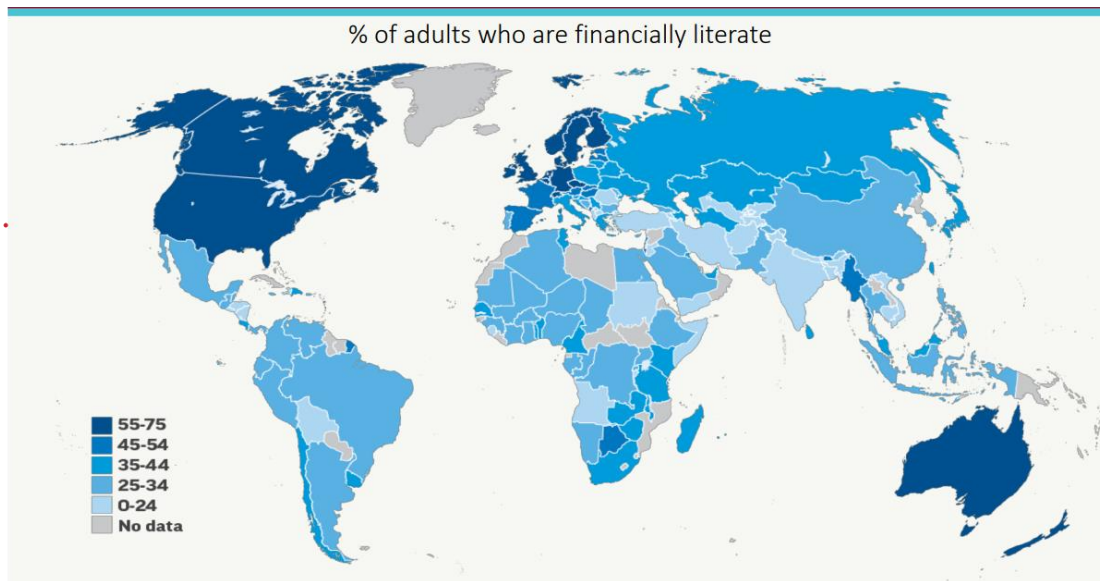 % of adults who are financially literate
55-75
45-54
35-44
25-34
0-24
No data